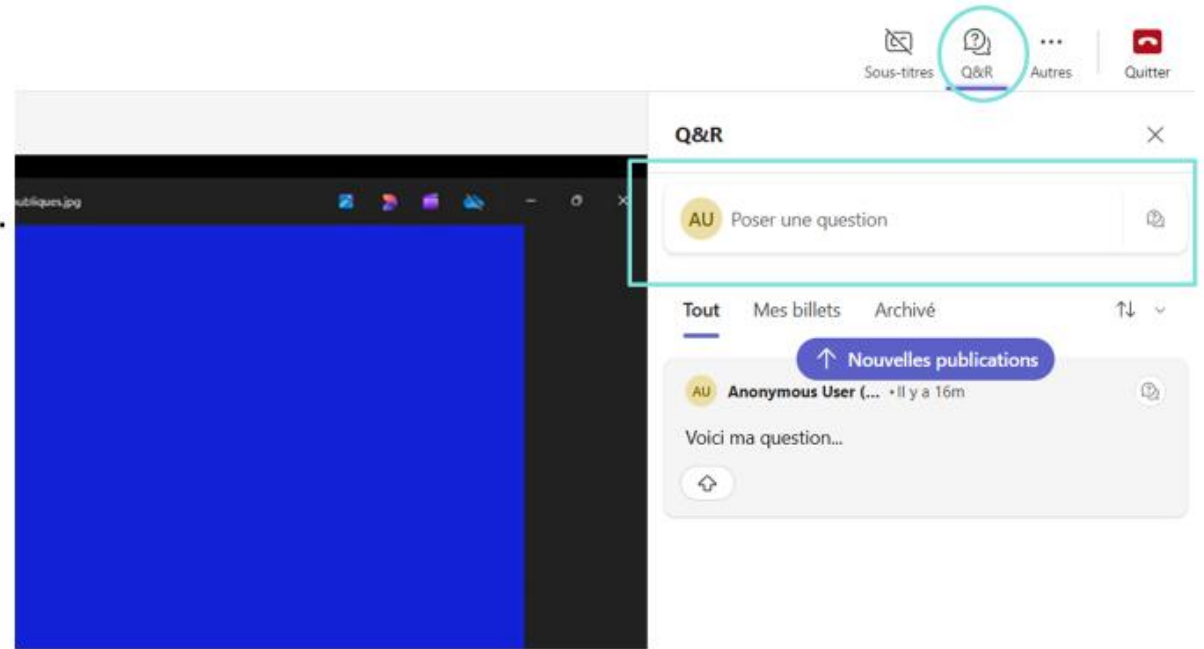 Sous-titres Q&R Autres Quitter
Q&R
ubliques.jpg
AU Poser une question
Tout Mes billets Archivé
Nouvelles publications
AU Anonymous User (... • Il y a 16m
Voici ma question...